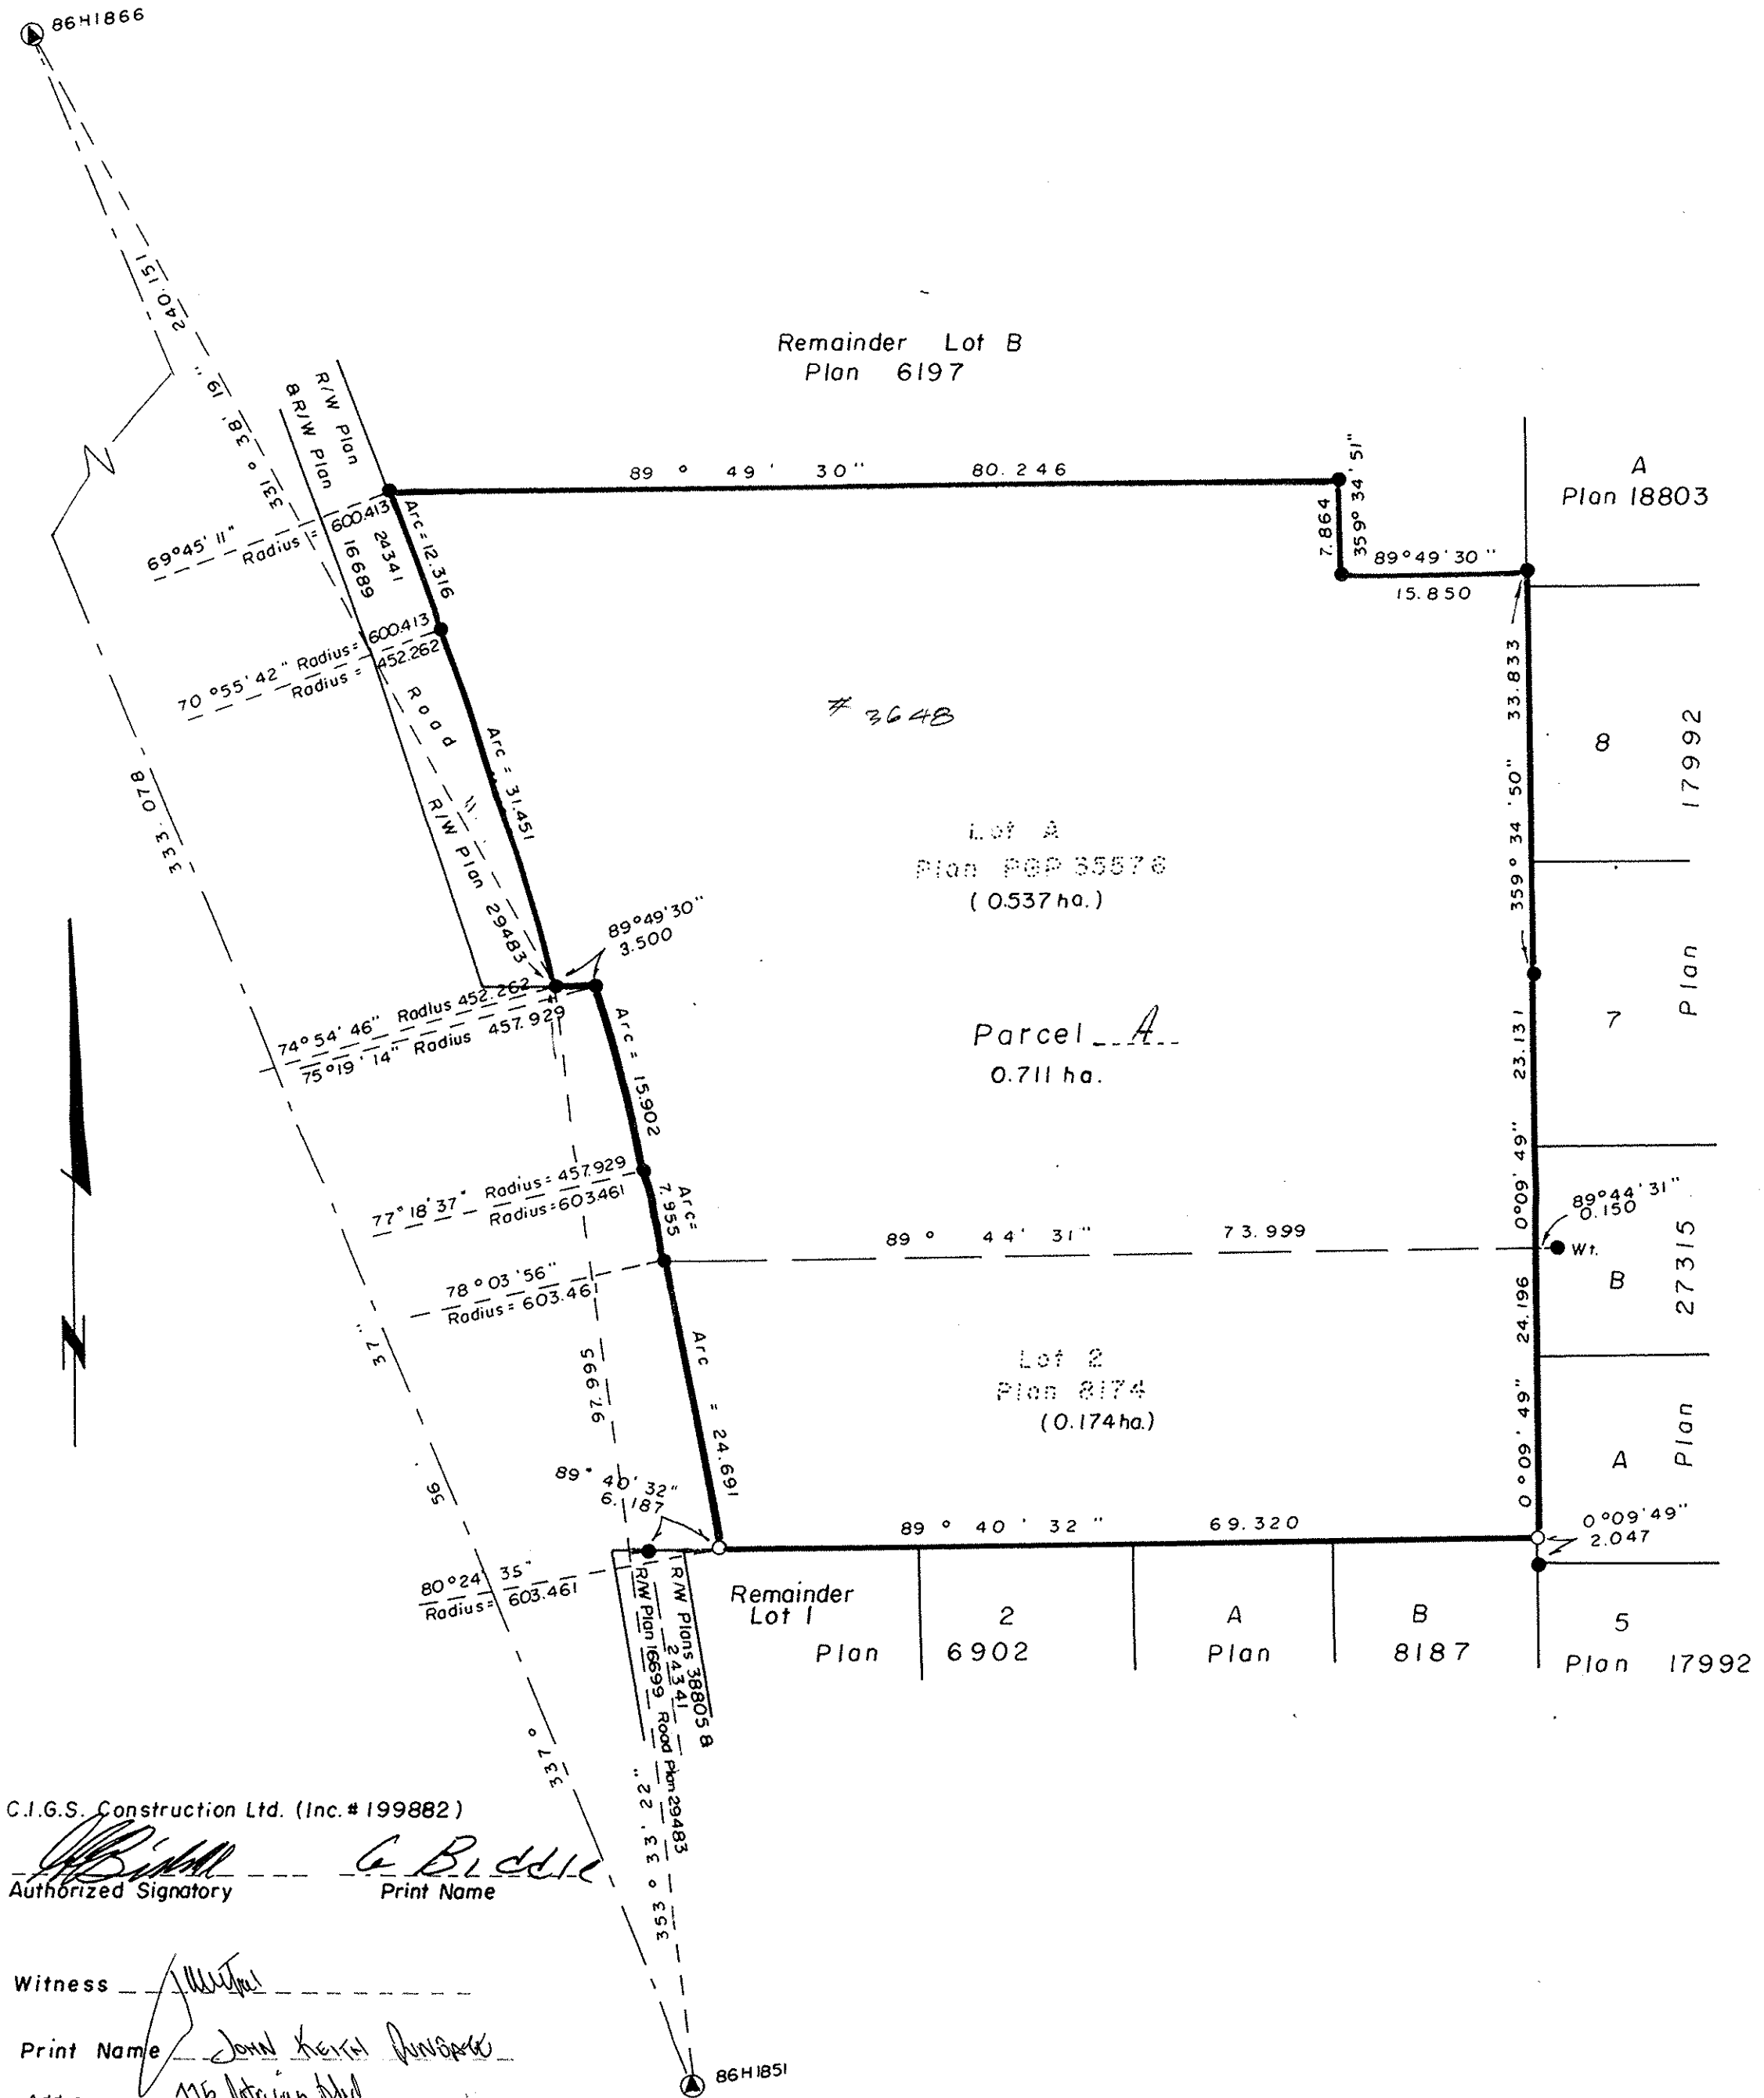 86H1866
240.151
331° 38' 19"
Remainder Lot B
Plan 6197
R/W Plan
& R/W Plan
24341
16689
89° 49' 30" 80.246
359° 34' 51"
7.864
89°49'30"
15.850
A
Plan 18803
69°45'11"
Radius = 600.413
Arc = 12.316
70°55'42" Radius = 600.413
Radius = 452.262
Road
R/W Plan 29483
Arc = 31.451
# 3648
33.833
359° 34' 50"
8
17992
333.078
Lot A
Plan PGP 35576
(0.537 ha.)
89°49'30"
3.500
74°54'46" Radius 452.262
75°19'14" Radius 457.929
Arc = 15.902
Parcel A
0.711 ha.
7
Plan
23.131
0°09'49"
77°18'37" Radius = 457.929
Radius = 603.461
Arc = 7.955
89° 44' 31" 73.999
89°44'31"
0.150
Wt.
B
27315
78°03'56"
Radius = 603.461
N
337° 56' 37"
97.995
Arc = 24.691
24.196
0°09'49"
Lot 2
Plan 8174
(0.174 ha.)
A
Plan
89° 40' 32"
6.187
89° 40' 32" 69.320
0°09'49"
2.047
80°24'35"
Radius = 603.461
Remainder
Lot 1
2
A
B
5
Plan 6902
Plan 8187
Plan 17992
R/W Plan 16699
R/W Plans 38805 &
24341
Road Plan 29483
353° 33' 22"
C.I.G.S. Construction Ltd. (Inc. # 199882)
G Biddle
Authorized Signatory Print Name
Witness
Print Name JOHN KEITH
86H1851